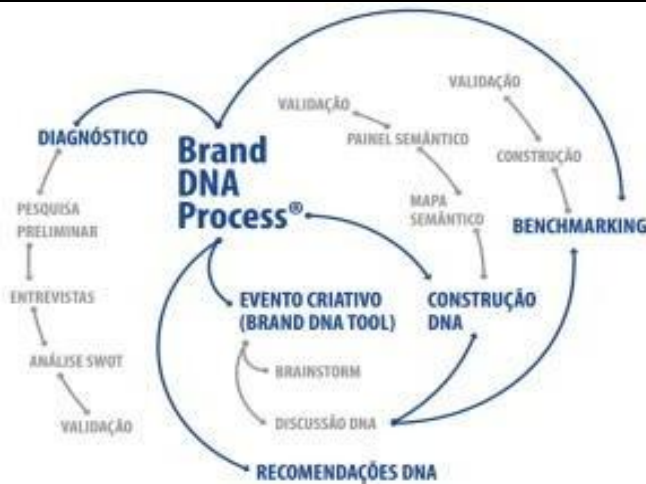 Brand
DNA
Process®
DIAGNÓSTICO
PESQUISA
PRELIMINAR
ENTREVISTAS
ANÁLISE SWOT
VALIDAÇÃO
EVENTO CRIATIVO
(BRAND DNA TOOL)
BRAINSTORM
DISCUSSÃO DNA
CONSTRUÇÃO
DNA
MAPA
SEMÂNTICO
PAINEL SEMÂNTICO
VALIDAÇÃO
BENCHMARKING
CONSTRUÇÃO
VALIDAÇÃO
RECOMENDAÇÕES DNA